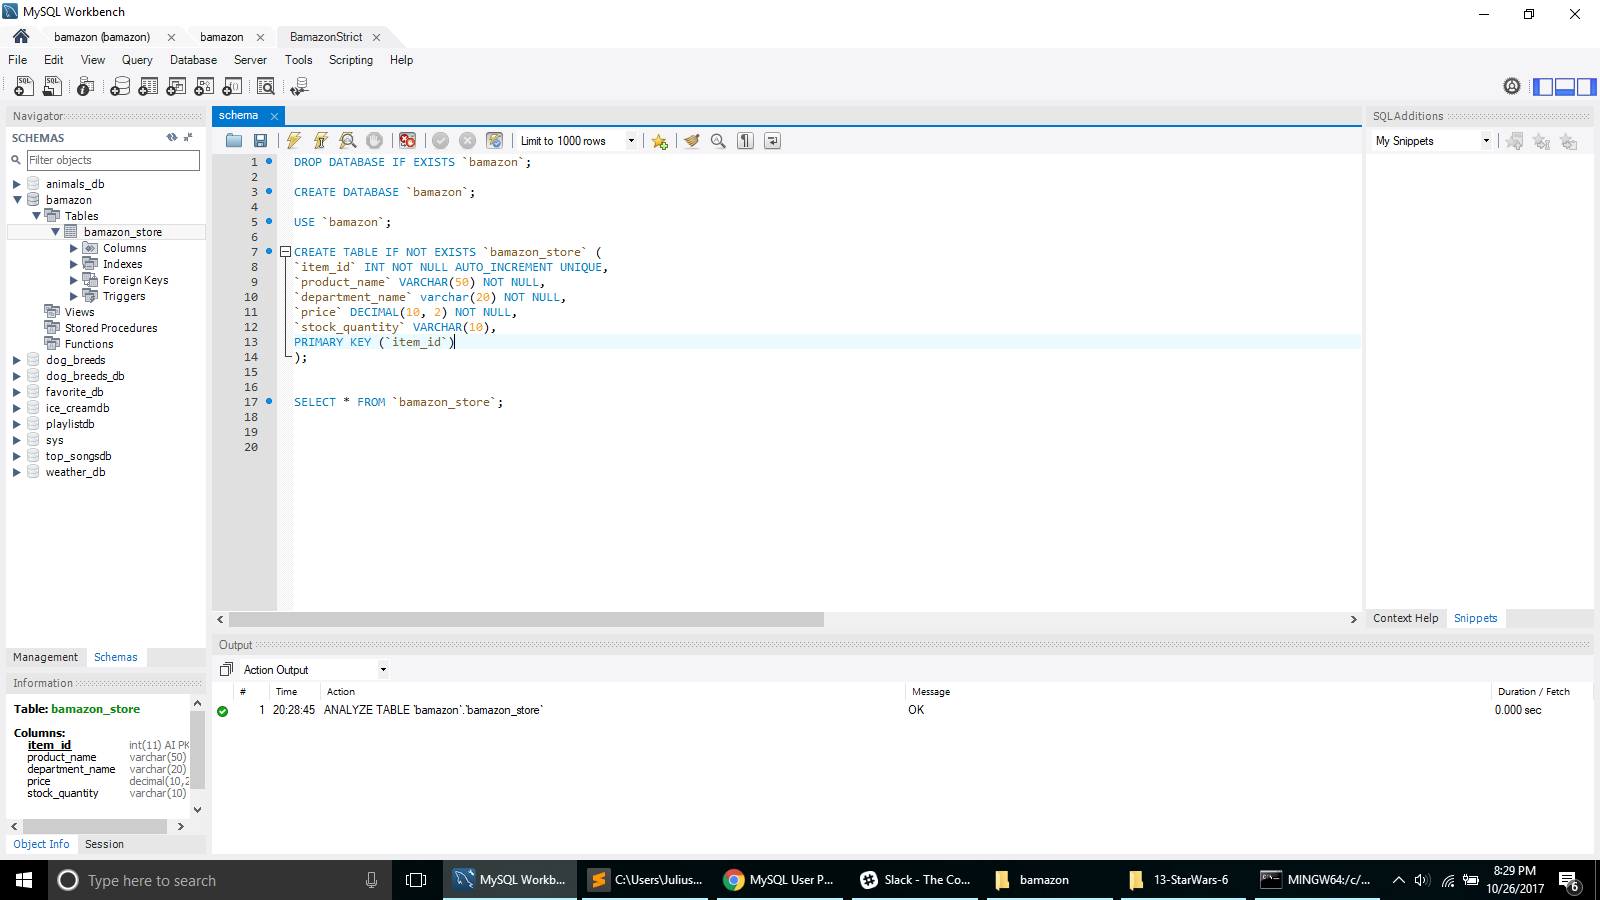 MySQL Workbench
bamazon (bamazon)
bamazon
BamazonStrict
File Edit View Query Database Server Tools Scripting Help
Navigator
SCHEMAS
Filter objects
animals_db
bamazon
Tables
bamazon_store
Columns
Indexes
Foreign Keys
Triggers
Views
Stored Procedures
Functions
dog_breeds
dog_breeds_db
favorite_db
ice_creamdb
playlistdb
sys
top_songsdb
weather_db
Management Schemas
Information
Table: bamazon_store
Columns:
item_id int(11) AI PK
product_name varchar(50)
department_name varchar(20)
price decimal(10,2
stock_quantity varchar(10)
Object Info Session
schema
Limit to 1000 rows
1 DROP DATABASE IF EXISTS `bamazon`;
2
3 CREATE DATABASE `bamazon`;
4
5 USE `bamazon`;
6
7 CREATE TABLE IF NOT EXISTS `bamazon_store` (
8 `item_id` INT NOT NULL AUTO_INCREMENT UNIQUE,
9 `product_name` VARCHAR(50) NOT NULL,
10 `department_name` varchar(20) NOT NULL,
11 `price` DECIMAL(10, 2) NOT NULL,
12 `stock_quantity` VARCHAR(10),
13 PRIMARY KEY (`item_id`)
14 );
15
16
17 SELECT * FROM `bamazon_store`;
18
19
20
SQLAdditions
My Snippets
Context Help Snippets
Output
Action Output
# Time Action Message Duration / Fetch
1 20:28:45 ANALYZE TABLE `bamazon`.`bamazon_store` OK 0.000 sec
Type here to search
MySQL Workb...
C:\Users\Julius...
MySQL User P...
Slack - The Co...
bamazon
13-StarWars-6
MINGW64:/c/...
8:29 PM
10/26/2017
6